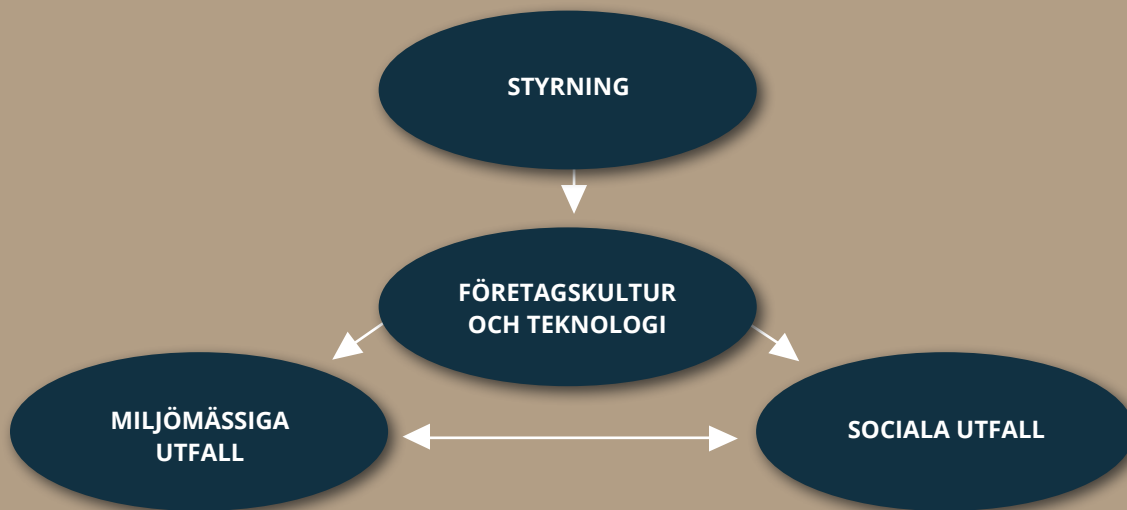 STYRNING
FÖRETAGSKULTUR
OCH TEKNOLOGI
MILJÖMÄSSIGA
UTFALL
SOCIALA UTFALL